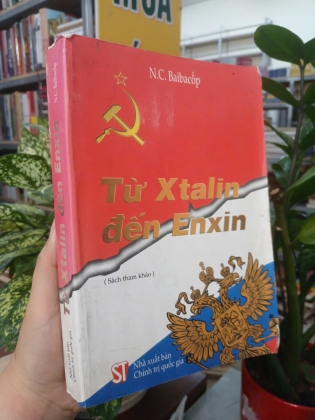 MUA
N.C. Baibacốp
Từ Xtalin
đến Enxin
( Sách tham khảo )
ST
Nhà xuất bản
Chính trị quốc gia
Từ Xtalin đến Enxin